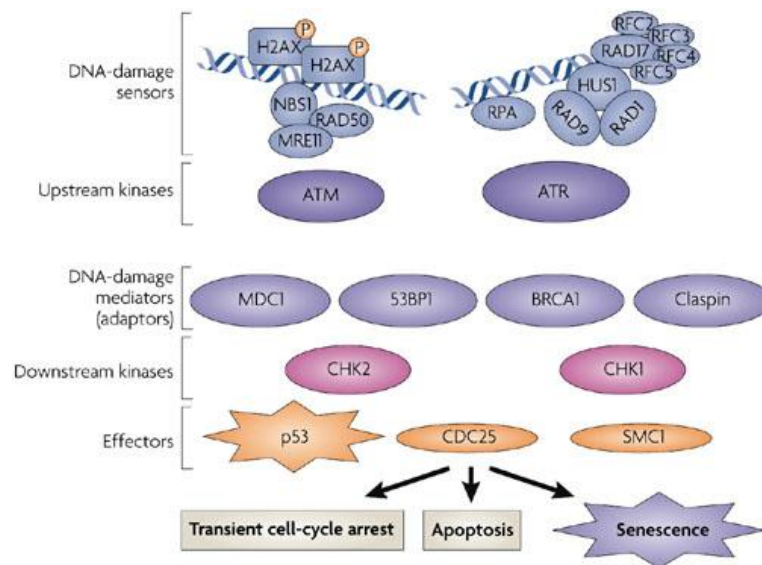 DNA-damage
sensors
P
H2AX
P
H2AX
NBS1
RAD50
MRE11
RFC2
RFC3
RAD17
RFC4
RFC5
HUS1
RPA
RAD9
RAD1
Upstream kinases
ATM
ATR
DNA-damage
mediators
(adaptors)
MDC1
53BP1
BRCA1
Claspin
Downstream kinases
CHK2
CHK1
Effectors
p53
CDC25
SMC1
Transient cell-cycle arrest
Apoptosis
Senescence